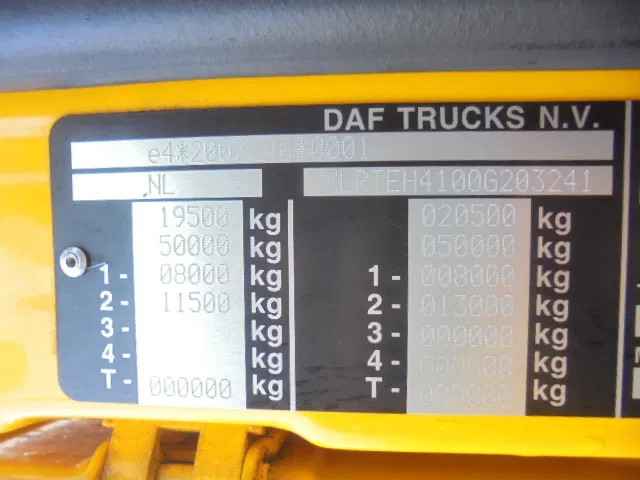 DAF TRUCKS N.V.
NL LRTEH4100G203241
19500 kg 020500 kg
50000 kg 050000 kg
1- 08000 kg 1- 008000 kg
2- 11500 kg 2- 013000 kg
3- kg 3- 000000 kg
4- kg 4- kg
T- 000000 kg T- kg